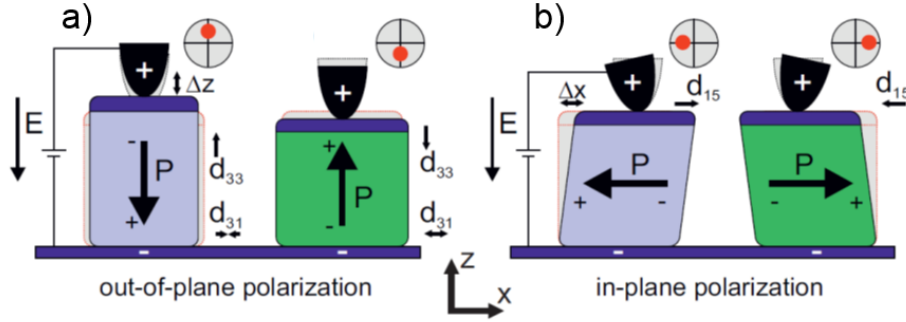 a)
b)
+
Δz
E
-
P
+
d33
d31
-
+
+
P
-
d33
d31
-
out-of-plane polarization
z
x
+
Δx
d15
E
P
+
-
-
+
d15
P
-
+
-
in-plane polarization